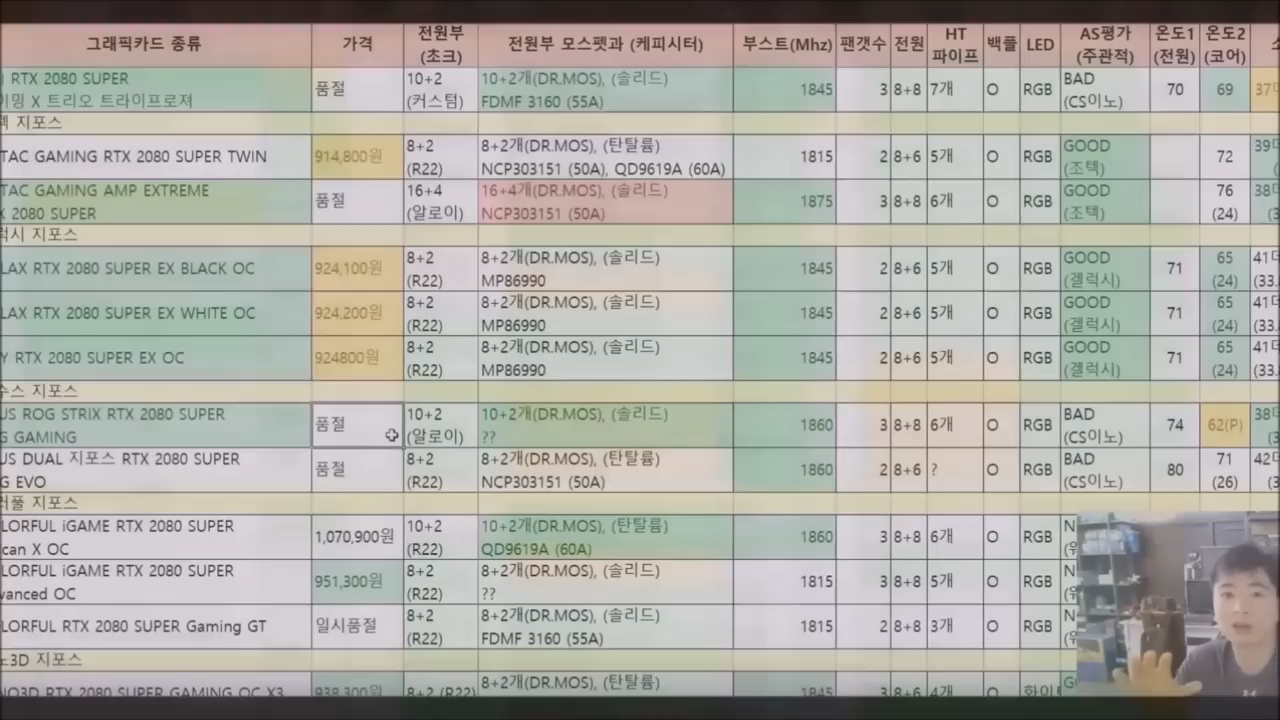 그래픽카드 종류 가격 전원부 (초크) 전원부 모스펫과 (케피시터) 부스트(Mhz) 팬갯수 전원 HT 파이프 백플 LED AS평가 (주관적) 온도1 (전원) 온도2 (코어)
) RTX 2080 SUPER 품절 10+2 10+2개(DR.MOS), (솔리드) 1845 3 8+8 7개 O RGB BAD 70 69
밍 X 트리오 트라이프로져 (커스텀) FDMF 3160 (55A) (CS이노)
지포스
TAC GAMING RTX 2080 SUPER TWIN 914,800원 8+2 8+2개(DR.MOS), (탄탈륨) 1815 2 8+6 5개 O RGB GOOD 72
(R22) NCP303151 (50A), QD9619A (60A) (조텍)
TAC GAMING AMP EXTREME 품절 16+4 16+4개(DR.MOS), (솔리드) 1875 3 8+8 6개 O RGB GOOD 76
2080 SUPER (알로이) NCP303151 (50A) (조텍) (24)
시 지포스
LAX RTX 2080 SUPER EX BLACK OC 924,100원 8+2 8+2개(DR.MOS), (솔리드) 1845 2 8+6 5개 O RGB GOOD 71 65
(R22) MP86990 (겔럭시) (24)
LAX RTX 2080 SUPER EX WHITE OC 924,200원 8+2 8+2개(DR.MOS), (솔리드) 1845 2 8+6 5개 O RGB GOOD 71 65
(R22) MP86990 (겔럭시) (24)
Y RTX 2080 SUPER EX OC 924800원 8+2 8+2개(DR.MOS), (솔리드) 1845 2 8+6 5개 O RGB GOOD 71 65
(R22) MP86990 (겔럭시) (24)
수스 지포스
US ROG STRIX RTX 2080 SUPER 품절 10+2 10+2개(DR.MOS), (솔리드) 1860 3 8+8 6개 O RGB BAD 74 62(P)
G GAMING (알로이) ?? (CS이노)
US DUAL 지포스 RTX 2080 SUPER 품절 8+2 8+2개(DR.MOS), (탄탈륨) 1860 2 8+6 ? O RGB BAD 80 71
G EVO (R22) NCP303151 (50A) (CS이노) (26)
러풀 지포스
LORFUL iGAME RTX 2080 SUPER 1,070,900원 10+2 10+2개(DR.MOS), (탄탈륨) 1860 3 8+8 6개 O RGB
can X OC (R22) QD9619A (60A)
LORFUL iGAME RTX 2080 SUPER 951,300원 8+2 8+2개(DR.MOS), (솔리드) 1815 3 8+8 5개 O RGB
vanced OC (R22) ??
LORFUL RTX 2080 SUPER Gaming GT 일시품절 8+2 8+2개(DR.MOS), (솔리드) 1815 2 8+8 3개 O RGB
(R22) FDMF 3160 (55A)
3D 지포스
NO3D RTX 2080 SUPER GAMING OC X3 938,300원 8+2 (R22) 8+2개(DR.MOS), (탄탈륨) 1845 3 8+6 4개 O